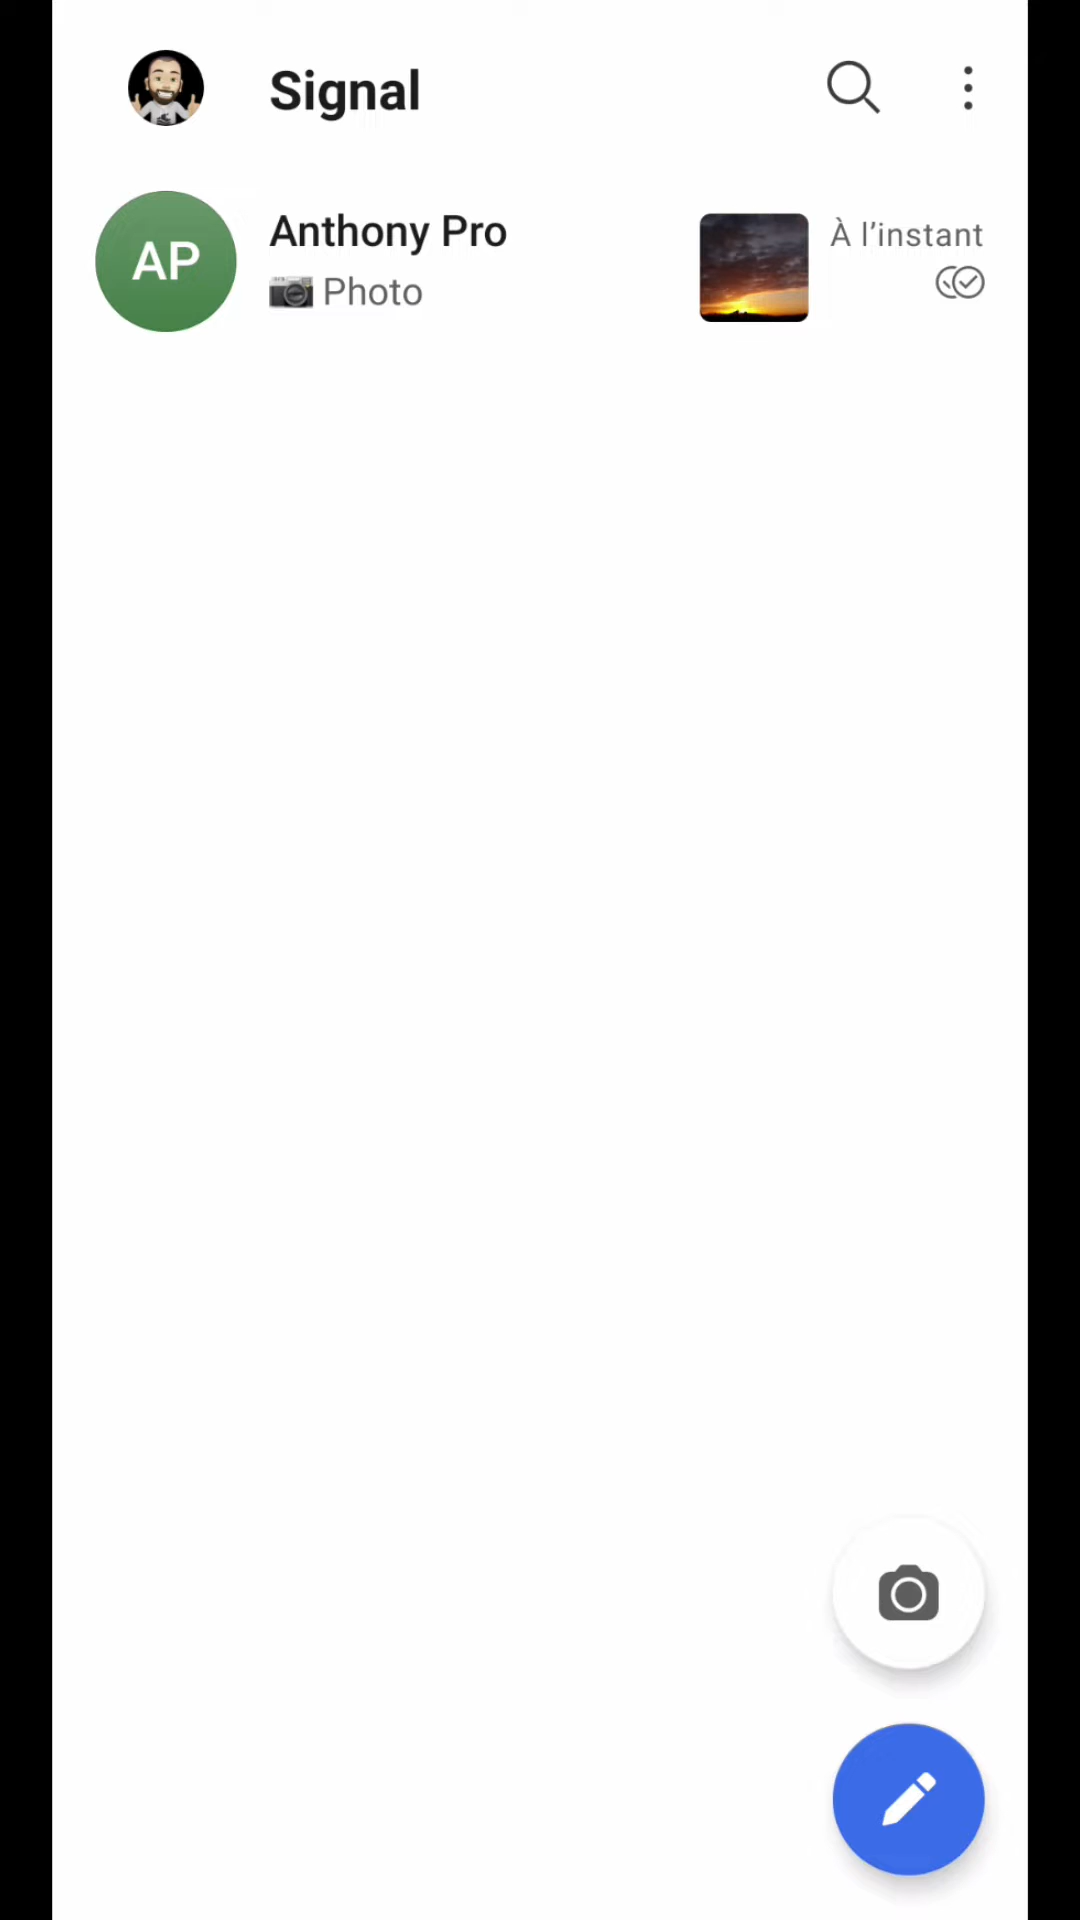 Signal
AP
Anthony Pro
À l’instant
📷 Photo